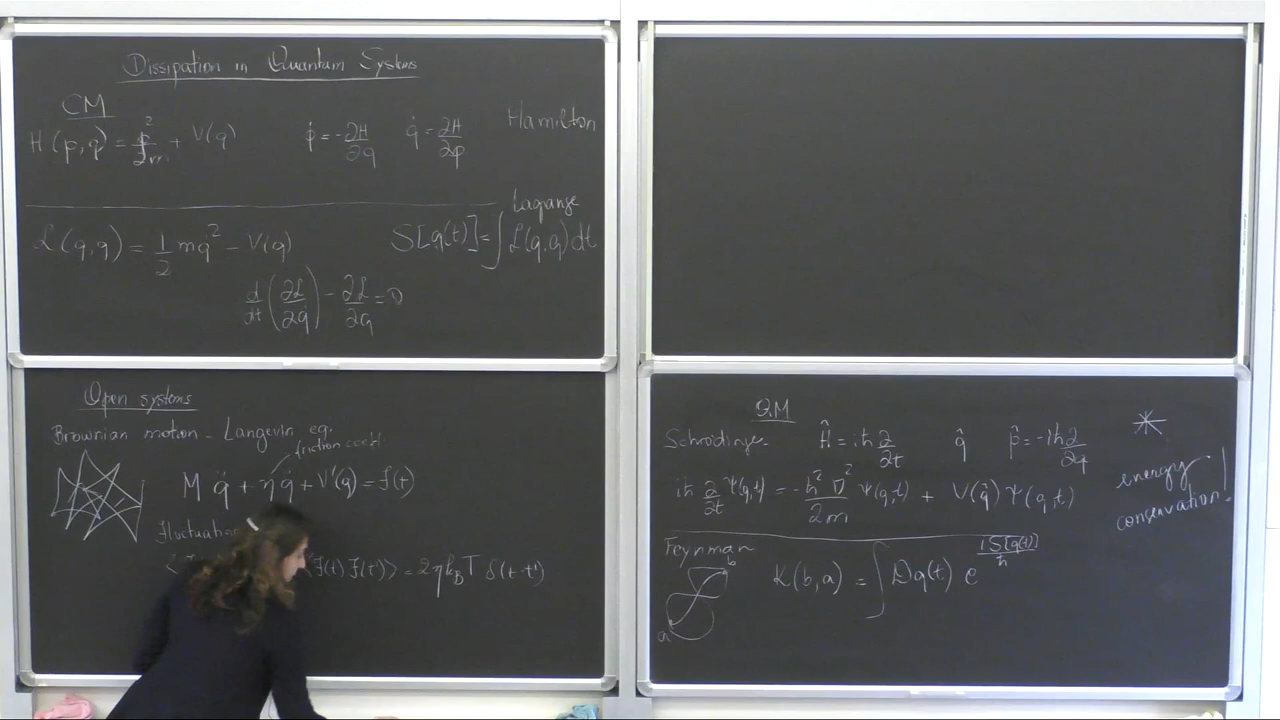 Dissipation in Quantum Systems
CM
H(p,q) = p²/2m + V(q) ṗ = -∂H/∂q q̇ = ∂H/∂p Hamilton
Lagrange
ℒ(q,q̇) = 1/2 mq̇² - V(q) S[q(t)] = ∫ ℒ(q,q̇)dt
d/dt (∂ℒ/∂q̇) - ∂ℒ/∂q = 0
Open systems
Brownian motion - Langevin eq.
friction coeff
M q̈ + η q̇ + V'(q) = f(t)
Fluctuation
⟨f(t) f(t')⟩ = 2ηk_BT δ(t-t')
QM
Schrödinger Ĥ = iħ ∂/∂t q̂ p̂ = -iħ ∂/∂q
iħ ∂/∂t Ψ(q,t) = -ħ²∇²/2m Ψ(q,t) + V(q̂) Ψ(q,t)
energy
conservation!
Feynman
b
K(b,a) = ∫ Dq(t) e^{iS[q(t)]/ħ}
a